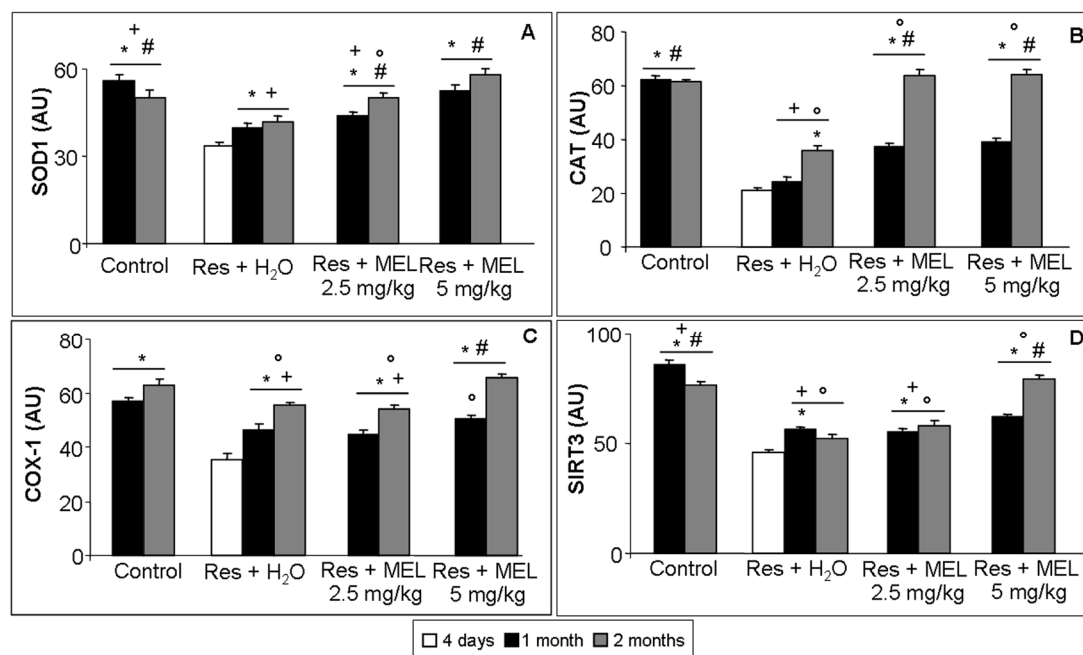 A
SOD1 (AU)
60
30
0
+
* #
* +
+ °
* #
* #
Control
Res + H₂O
Res + MEL
2.5 mg/kg
Res + MEL
5 mg/kg
B
CAT (AU)
80
60
40
20
0
* #
+ °
*
°
* #
°
* #
Control
Res + H₂O
Res + MEL
2.5 mg/kg
Res + MEL
5 mg/kg
C
COX-1 (AU)
80
60
40
20
0
*
°
* +
°
* +
* #
°
Control
Res + H₂O
Res + MEL
2.5 mg/kg
Res + MEL
5 mg/kg
D
SIRT3 (AU)
100
50
0
+
* #
+ °
*
+
* °
°
* #
Control
Res + H₂O
Res + MEL
2.5 mg/kg
Res + MEL
5 mg/kg
4 days 1 month 2 months